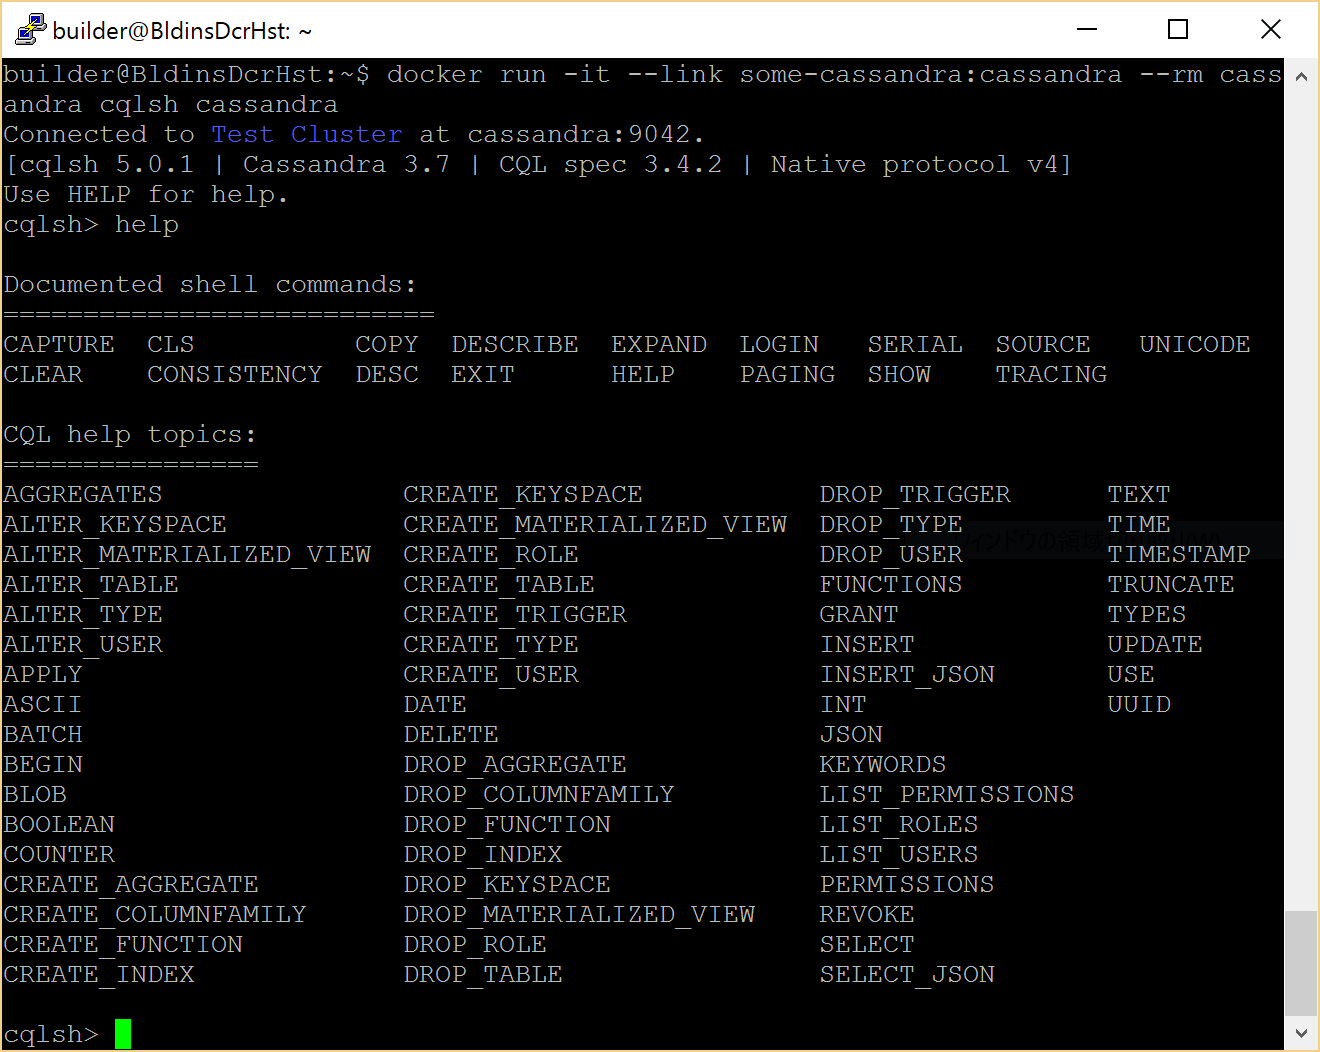 builder@BldinsDcrHst: ~
builder@BldinsDcrHst:~$ docker run -it --link some-cassandra:cassandra --rm cass
andra cqlsh cassandra
Connected to Test Cluster at cassandra:9042.
[cqlsh 5.0.1 | Cassandra 3.7 | CQL spec 3.4.2 | Native protocol v4]
Use HELP for help.
cqlsh> help
Documented shell commands:
===========================
CAPTURE  CLS          COPY  DESCRIBE  EXPAND  LOGIN   SERIAL  SOURCE   UNICODE
CLEAR    CONSISTENCY  DESC  EXIT      HELP    PAGING  SHOW    TRACING
CQL help topics:
================
AGGREGATES               CREATE_KEYSPACE           DROP_TRIGGER      TEXT
ALTER_KEYSPACE           CREATE_MATERIALIZED_VIEW  DROP_TYPE         TIME
ALTER_MATERIALIZED_VIEW  CREATE_ROLE               DROP_USER         TIMESTAMP
ALTER_TABLE              CREATE_TABLE              FUNCTIONS         TRUNCATE
ALTER_TYPE               CREATE_TRIGGER            GRANT             TYPES
ALTER_USER               CREATE_TYPE               INSERT            UPDATE
APPLY                    CREATE_USER               INSERT_JSON       USE
ASCII                    DATE                      INT               UUID
BATCH                    DELETE                    JSON
BEGIN                    DROP_AGGREGATE            KEYWORDS
BLOB                     DROP_COLUMNFAMILY         LIST_PERMISSIONS
BOOLEAN                  DROP_FUNCTION             LIST_ROLES
COUNTER                  DROP_INDEX                LIST_USERS
CREATE_AGGREGATE         DROP_KEYSPACE             PERMISSIONS
CREATE_COLUMNFAMILY      DROP_MATERIALIZED_VIEW    REVOKE
CREATE_FUNCTION          DROP_ROLE                 SELECT
CREATE_INDEX             DROP_TABLE                SELECT_JSON
cqlsh>